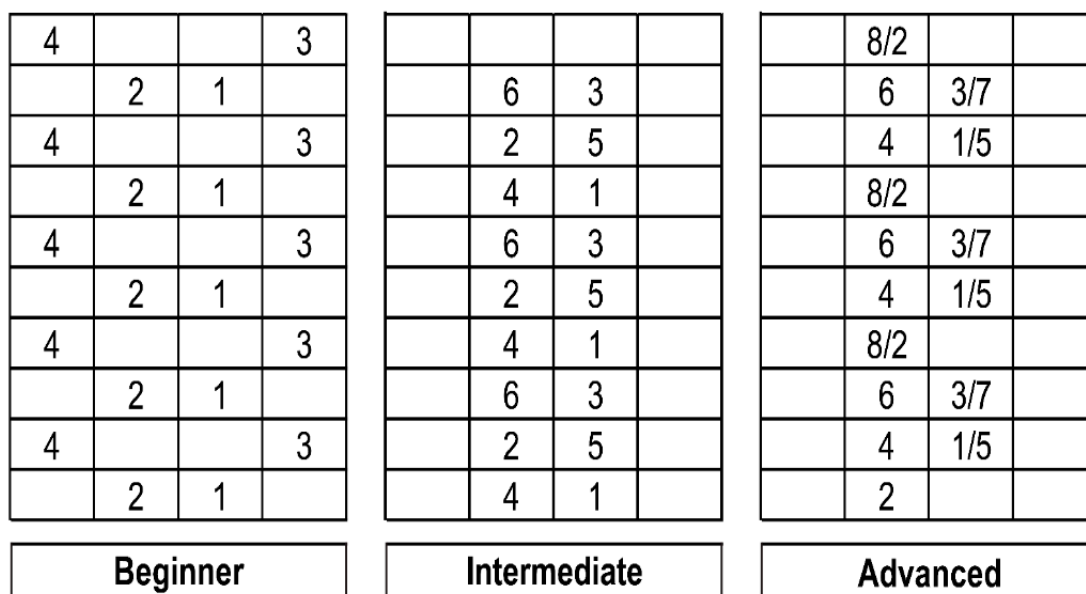 4 3 8/2
2 1 6 3 6 3/7
4 3 2 5 4 1/5
2 1 4 1 8/2
4 3 6 3 6 3/7
2 1 2 5 4 1/5
4 3 4 1 8/2
2 1 6 3 6 3/7
4 3 2 5 4 1/5
2 1 4 1 2
Beginner Intermediate Advanced